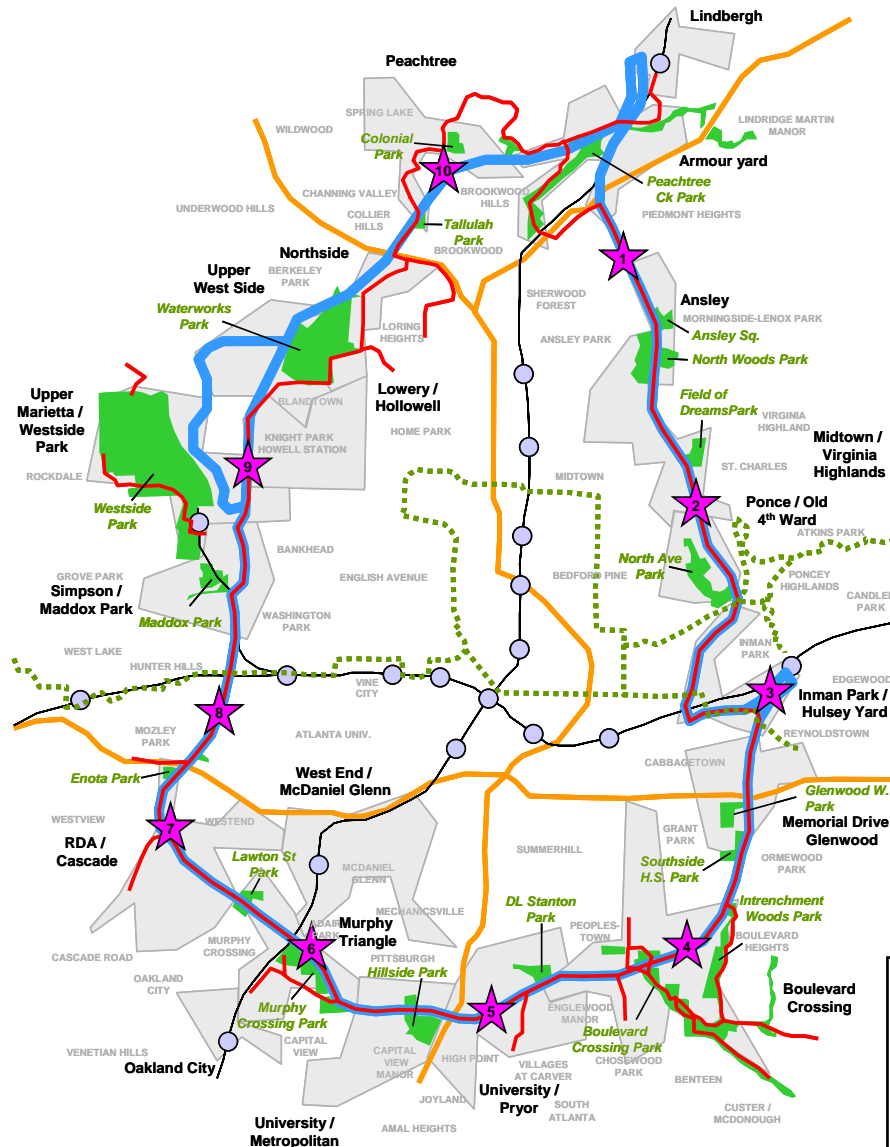 Lindbergh
Peachtree
SPRING LAKE
WILDWOOD
Colonial
Park
LINDRIDGE MARTIN
MANOR
10
Armour yard
CHANNING VALLEY
BROOKWOOD
HILLS
Peachtree
Ck Park
UNDERWOOD HILLS
COLLIER
HILLS
Tallulah
Park
PIEDMONT HEIGHTS
BROOKWOOD
Northside
1
Upper
West Side
BERKELEY
PARK
SHERWOOD
FOREST
Ansley
Waterworks
Park
MORNINGSIDE-LENOX PARK
Ansley Sq.
LORING
HEIGHTS
ANSLEY PARK
North Woods Park
Upper
Marietta /
Westside
Park
Lowery /
Hollowell
Field of
DreamsPark
BLANDTOWN
VIRGINIA
HIGHLAND
HOME PARK
KNIGHT PARK
HOWELL STATION
Midtown /
Virginia
Highlands
9
ST. CHARLES
ROCKDALE
MIDTOWN
Westside
Park
2
Ponce / Old
4th Ward
ATKINS PARK
BANKHEAD
North Ave
Park
GROVE PARK
ENGLISH AVENUE
BEDFORD PINE
PONCEY
HIGHLANDS
Simpson /
Maddox Park
CANDLER
PARK
Maddox Park
WASHINGTON
PARK
INMAN
PARK
WEST LAKE
HUNTER HILLS
VINE
CITY
EDGEWOOD
3
Inman Park /
Hulsey Yard
8
MOZLEY
PARK
ATLANTA UNIV.
REYNOLDSTOWN
CABBAGETOWN
Enota Park
West End /
McDaniel Glenn
Glenwood W.
Park
WESTVIEW
7
WESTEND
Memorial Drive
Glenwood
RDA /
Cascade
GRANT
PARK
SUMMERHILL
Lawton St
Park
MCDANIEL
GLENN
Southside
H.S. Park
ORMEWOOD
PARK
MECHANICSVILLE
DL Stanton
Park
Intrenchment
Woods Park
ADAIR
PARK
Murphy
Triangle
PEOPLES-
TOWN
MURPHY
CROSSING
6
4
BOULEVARD
HEIGHTS
CASCADE ROAD
PITTSBURGH
Hillside Park
OAKLAND
CITY
Boulevard
Crossing
Murphy
Crossing Park
5
ENGLEWOOD
MANOR
Boulevard
Crossing Park
CAPITAL
VIEW
VENETIAN HILLS
CAPITAL
VIEW
MANOR
HIGH POINT
CHOSEWOOD
PARK
Oakland City
VILLAGES
AT CARVER
BENTEEN
University /
Pryor
JOYLAND
SOUTH
ATLANTA
CUSTER /
MCDONOUGH
University /
Metropolitan
AMAL HEIGHTS